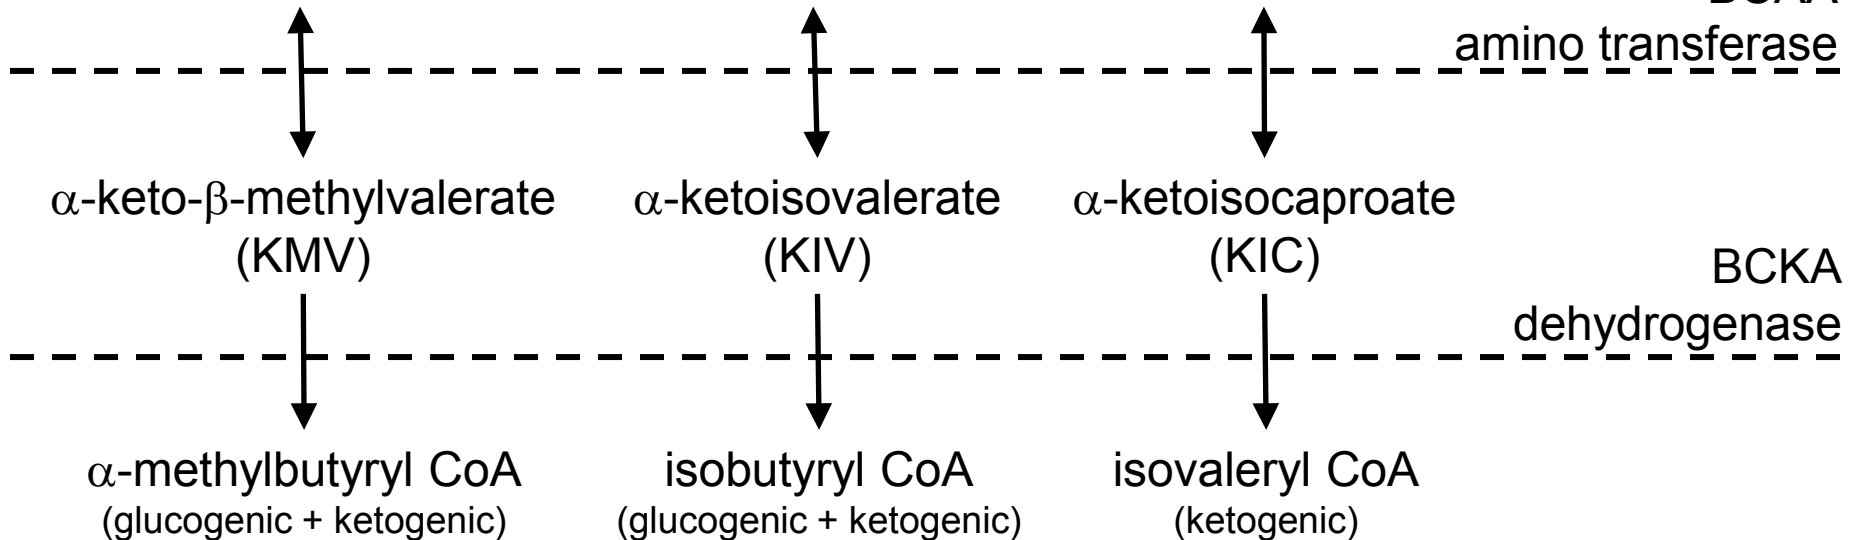 amino transferase
α-keto-β-methylvalerate
(KMV)
α-ketoisovalerate
(KIV)
α-ketoisocaproate
(KIC)
BCKA
dehydrogenase
α-methylbutyryl CoA
(glucogenic + ketogenic)
isobutyryl CoA
(glucogenic + ketogenic)
isovaleryl CoA
(ketogenic)